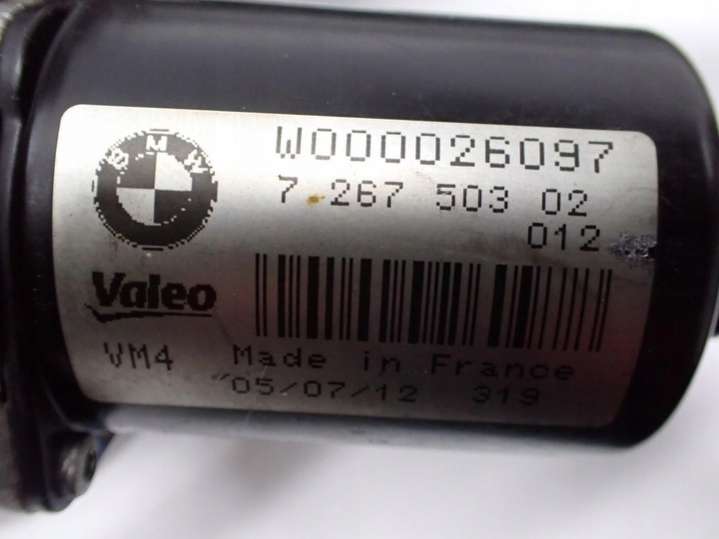 BMW
W000026097
7 267 503 02
012
Valeo
VM4 Made in France
05/07/12 319